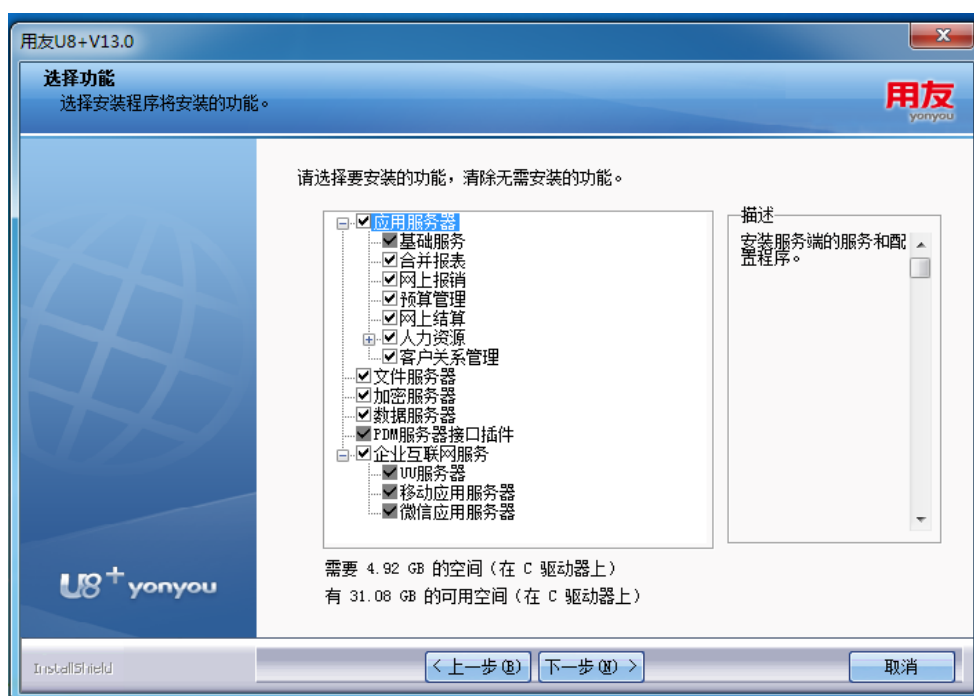 用友U8+V13.0
选择功能
选择安装程序将安装的功能。
用友
yonyou
请选择要安装的功能，清除无需安装的功能。
应用服务器
基础服务
合并报表
网上报销
预算管理
网上结算
人力资源
客户关系管理
文件服务器
加密服务器
数据服务器
PDM服务器接口插件
企业互联网服务
UU服务器
移动应用服务器
微信应用服务器
描述
安装服务端的服务和配
置程序。
需要 4.92 GB 的空间（在 C 驱动器上）
有 31.08 GB 的可用空间（在 C 驱动器上）
U8+ yonyou
InstallShield
< 上一步(B)
下一步(N) >
取消